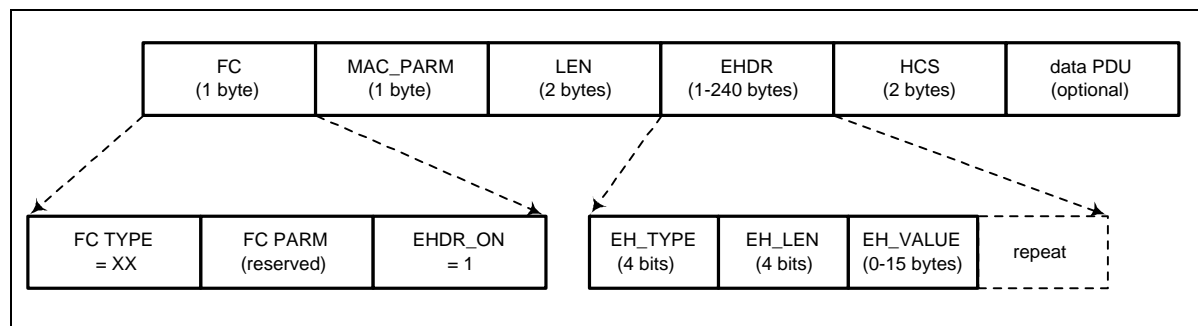 FC
(1 byte)
MAC_PARM
(1 byte)
LEN
(2 bytes)
EHDR
(1-240 bytes)
HCS
(2 bytes)
data PDU
(optional)
FC TYPE
= XX
FC PARM
(reserved)
EHDR_ON
= 1
EH_TYPE
(4 bits)
EH_LEN
(4 bits)
EH_VALUE
(0-15 bytes)
repeat